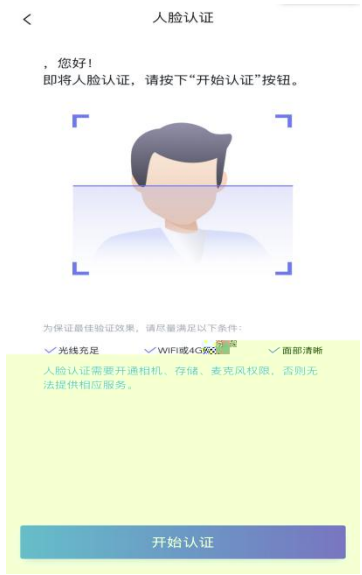 人脸认证
，您好！
即将人脸认证，请按下“开始认证”按钮。
为保证最佳验证效果，请尽量满足以下条件：
光线充足 WIFI或4G 面部清晰
人脸认证需要开通相机、存储、麦克风权限，否则无
法提供相应服务。
开始认证